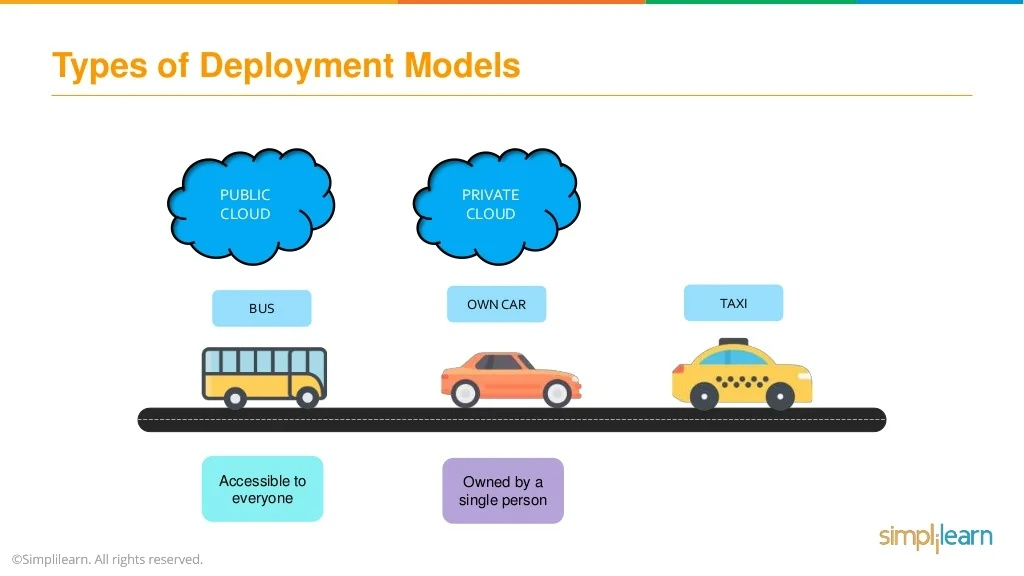 Types of Deployment Models
PUBLIC
CLOUD
PRIVATE
CLOUD
BUS
OWN CAR
TAXI
Accessible to
everyone
Owned by a
single person
simplilearn
©Simplilearn. All rights reserved.